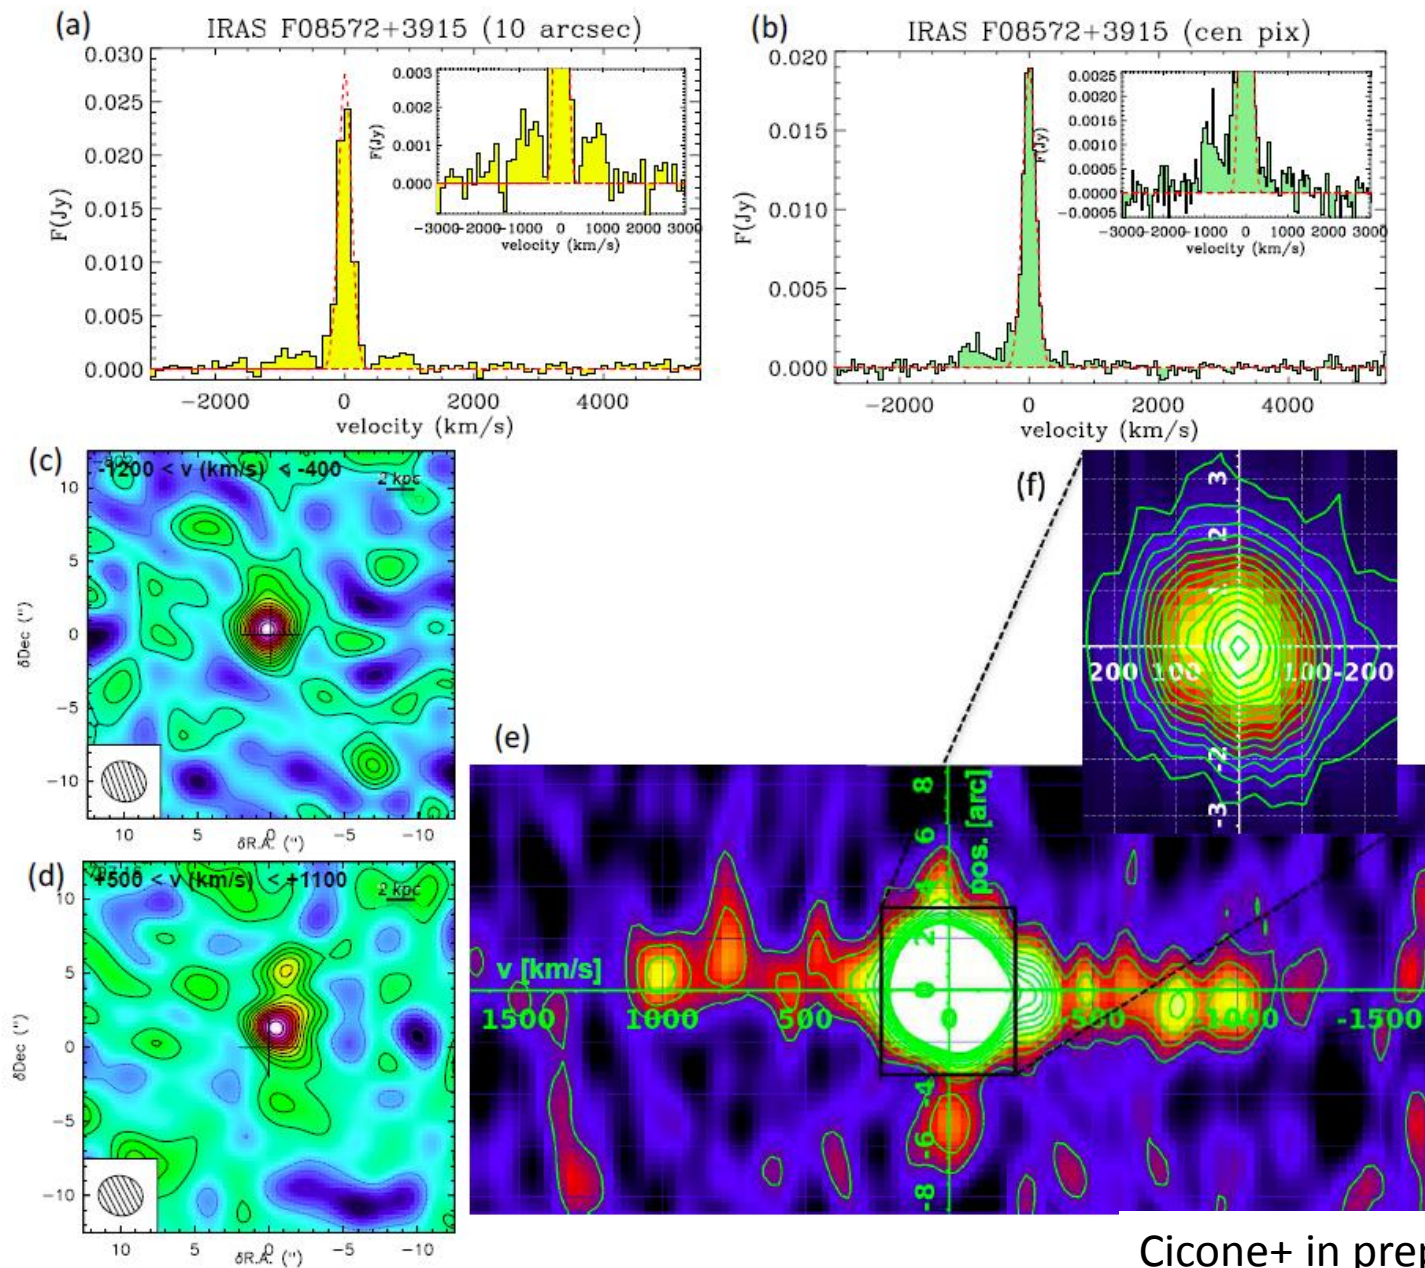 (a)
IRAS F08572+3915 (10 arcsec)
0.030
0.025
0.020
0.015
0.010
0.005
0.000
F(Jy)
−2000
0
2000
4000
velocity (km/s)
0.003
0.002
0.001
0.000
F(Jy)
−3000−2000−1000 0 1000 2000 3000
velocity (km/s)
(b)
IRAS F08572+3915 (cen pix)
0.020
0.015
0.010
0.005
0.000
F(Jy)
−2000
0
2000
4000
velocity (km/s)
0.0025
0.0020
0.0015
0.0010
0.0005
0.0000
−0.0005
F(Jy)
−3000−2000−1000 0 1000 2000 3000
velocity (km/s)
(c)
-1200 < v (km/s) < -400
2 kpc
10
5
0
−5
−10
δDec (")
10
5
0
−5
−10
δR.A. (")
(d)
+500 < v (km/s) < +1100
2 kpc
10
5
0
−5
−10
δDec (")
10
5
0
−5
−10
δR.A. (")
(e)
8
6
4
2
0
-4
-6
-8
pos. [arc]
v [km/s]
1500
1000
500
0
-500
-1000
-1500
(f)
3
2
1
-2
-3
200
100
-100
-200
Cicone+ in prep